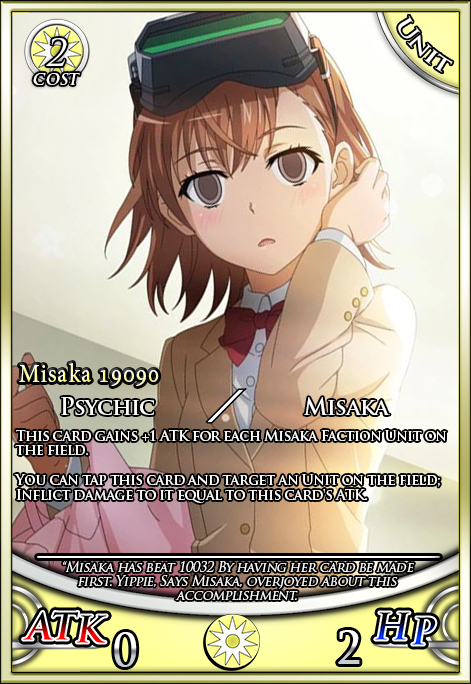 2
COST
UNIT
Misaka 19090
PSYCHIC / MISAKA
THIS CARD GAINS +1 ATK FOR EACH MISAKA FACTION UNIT ON
THE FIELD.
YOU CAN TAP THIS CARD AND TARGET AN UNIT ON THE FIELD;
INFLICT DAMAGE TO IT EQUAL TO THIS CARD'S ATK.
"MISAKA HAS BEAT 10032 BY HAVING HER CARD BE MADE
FIRST. YIPPIE, SAYS MISAKA, OVERJOYED ABOUT THIS
ACCOMPLISHMENT.
ATK 0 2 HP